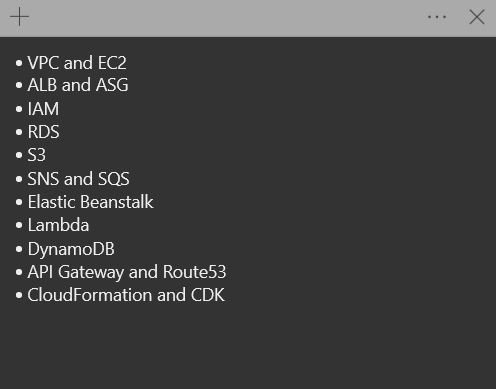 • VPC and EC2
• ALB and ASG
• IAM
• RDS
• S3
• SNS and SQS
• Elastic Beanstalk
• Lambda
• DynamoDB
• API Gateway and Route53
• CloudFormation and CDK